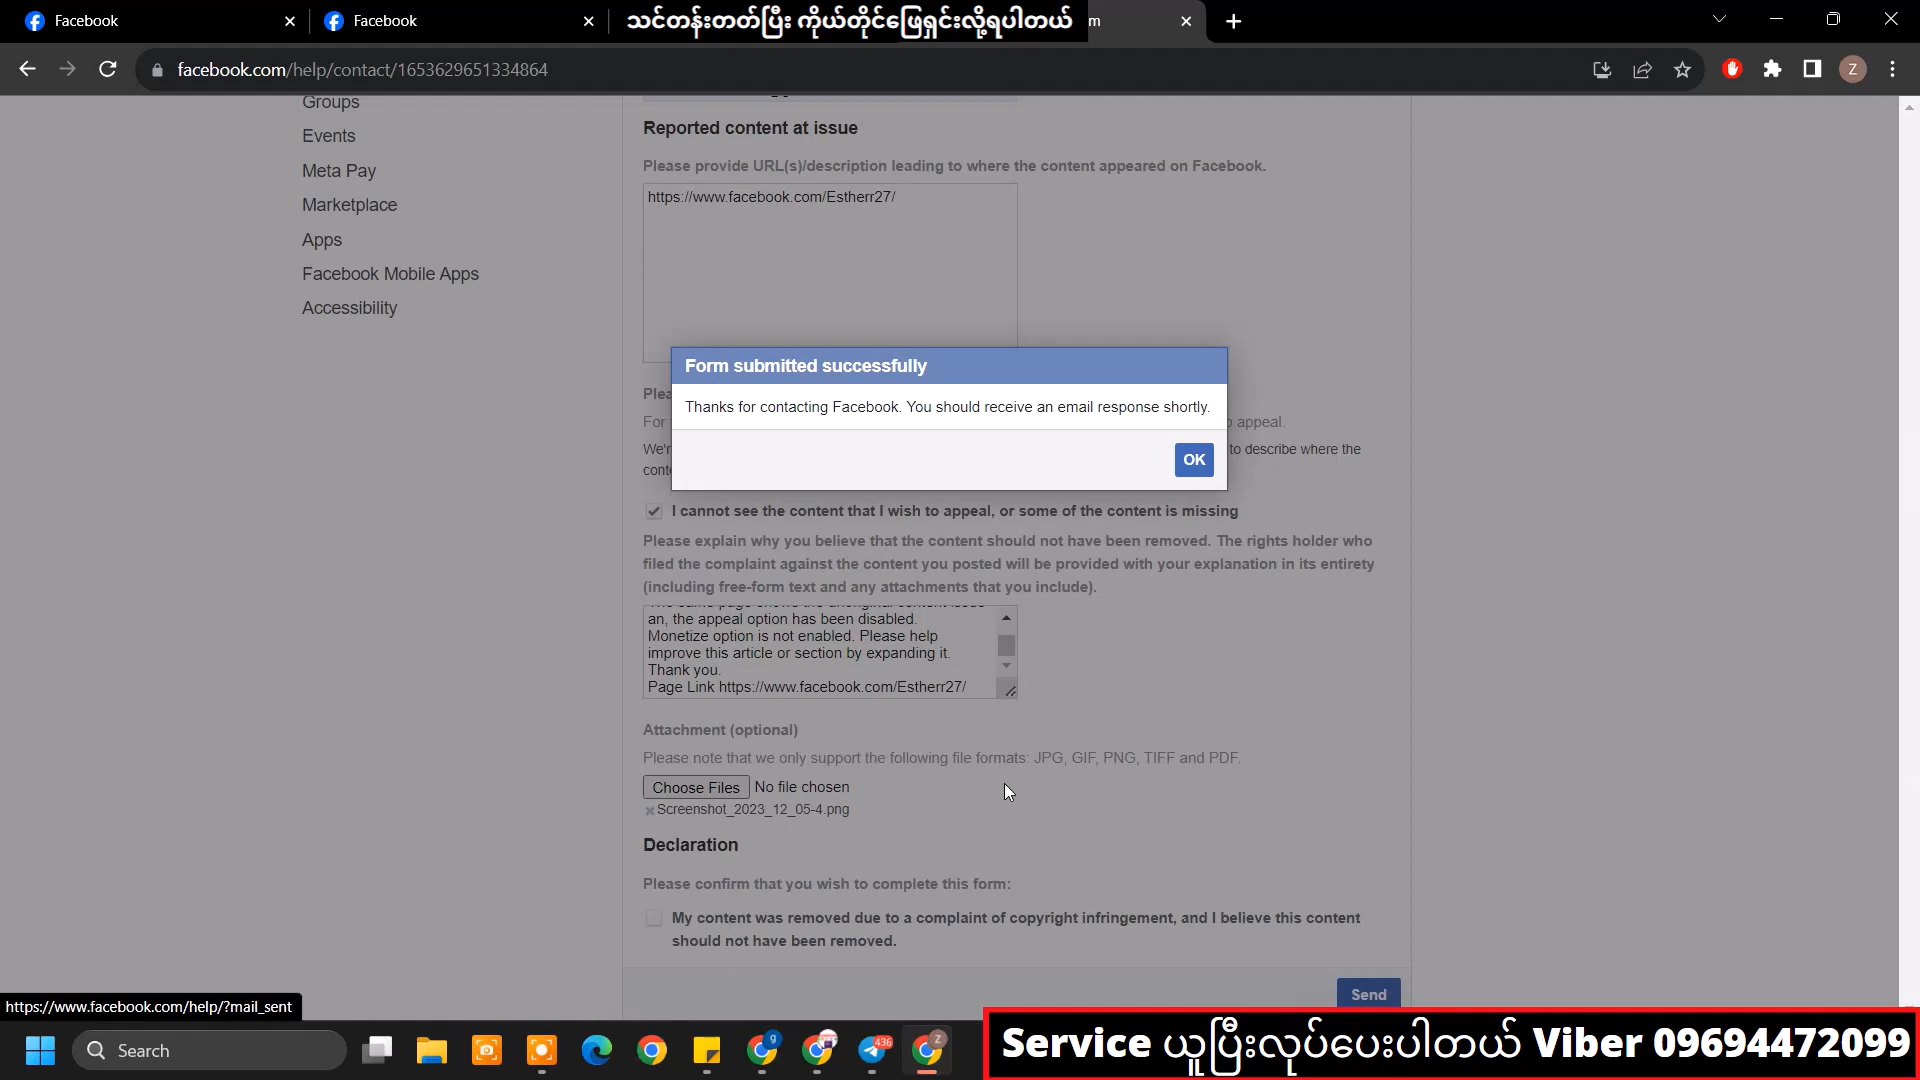 Facebook
Facebook
သင်တန်းတတ်ပြီး ကိုယ်တိုင်ဖြေရှင်းလို့ရပါတယ်
m
facebook.com/help/contact/1653629651334864
Z
Groups
Events
Meta Pay
Marketplace
Apps
Facebook Mobile Apps
Accessibility
Reported content at issue
Please provide URL(s)/description leading to where the content appeared on Facebook.
https://www.facebook.com/Estherr27/
Form submitted successfully
Thanks for contacting Facebook. You should receive an email response shortly.
OK
Plea
For
appeal.
We'r
to describe where the
conte
I cannot see the content that I wish to appeal, or some of the content is missing
Please explain why you believe that the content should not have been removed. The rights holder who
filed the complaint against the content you posted will be provided with your explanation in its entirety
(including free-form text and any attachments that you include).
an, the appeal option has been disabled.
Monetize option is not enabled. Please help
improve this article or section by expanding it.
Thank you.
Page Link https://www.facebook.com/Estherr27/
Attachment (optional)
Please note that we only support the following file formats: JPG, GIF, PNG, TIFF and PDF.
Choose Files No file chosen
Screenshot_2023_12_05-4.png
Declaration
Please confirm that you wish to complete this form:
My content was removed due to a complaint of copyright infringement, and I believe this content
should not have been removed.
Send
https://www.facebook.com/help/?mail_sent
Search
g
436
Z
Service ယူပြီးလုပ်ပေးပါတယ် Viber 09694472099